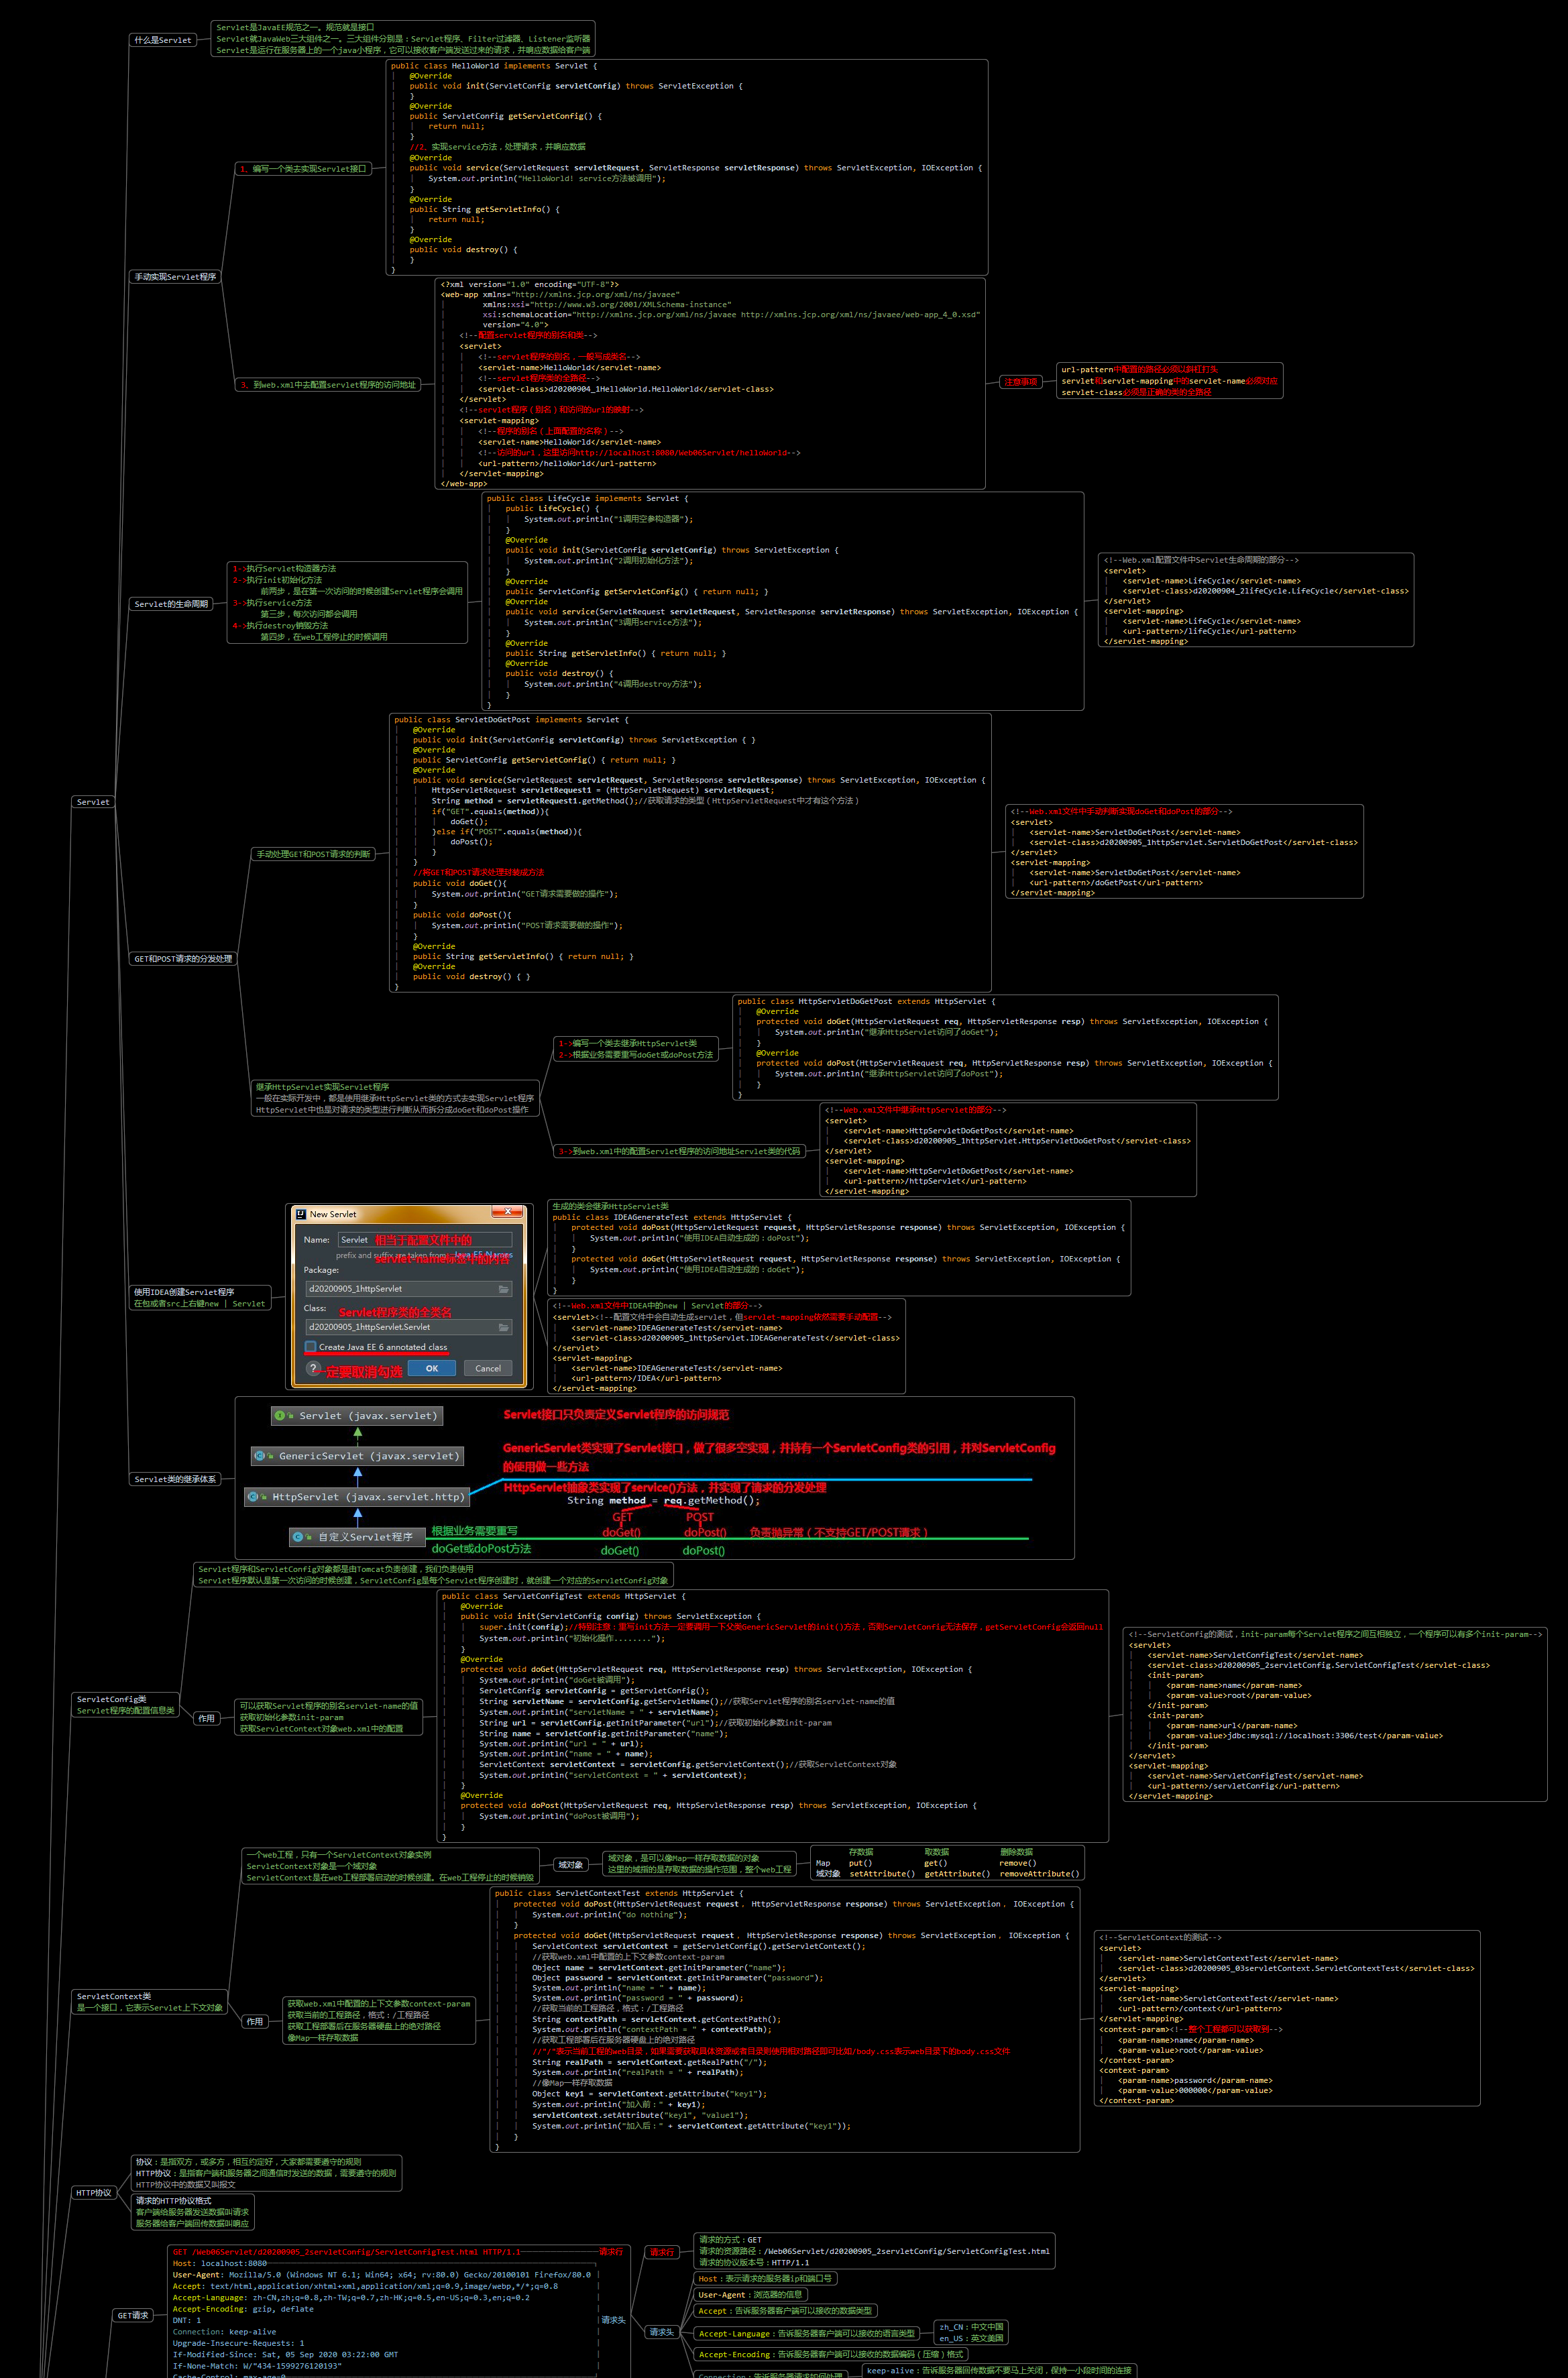 什么是Servlet
Servlet是JavaEE规范之一。规范就是接口
Servlet就JavaWeb三大组件之一。三大组件分别是：Servlet程序、Filter过滤器、Listener监听器
Servlet是运行在服务器上的一个java小程序，它可以接收客户端发送过来的请求，并响应数据给客户端
手动实现Servlet程序
1、编写一个类去实现Servlet接口
public class HelloWorld implements Servlet {
@Override
public void init(ServletConfig servletConfig) throws ServletException {
}
@Override
public ServletConfig getServletConfig() {
return null;
}
//2、实现service方法，处理请求，并响应数据
@Override
public void service(ServletRequest servletRequest, ServletResponse servletResponse) throws ServletException, IOException {
System.out.println("HelloWorld! service方法被调用");
}
@Override
public String getServletInfo() {
return null;
}
@Override
public void destroy() {
}
}
3、到web.xml中去配置servlet程序的访问地址
<?xml version="1.0" encoding="UTF-8"?>
<web-app xmlns="http://xmlns.jcp.org/xml/ns/javaee"
xmlns:xsi="http://www.w3.org/2001/XMLSchema-instance"
xsi:schemaLocation="http://xmlns.jcp.org/xml/ns/javaee http://xmlns.jcp.org/xml/ns/javaee/web-app_4_0.xsd"
version="4.0">
<!--配置servlet程序的别名和类-->
<servlet>
<!--servlet程序的别名，一般写成类名-->
<servlet-name>HelloWorld</servlet-name>
<!--servlet程序类的全路径-->
<servlet-class>d20200904_1HelloWorld.HelloWorld</servlet-class>
</servlet>
<!--servlet程序（别名）和访问的url的映射-->
<servlet-mapping>
<!--程序的别名（上面配置的名称）-->
<servlet-name>HelloWorld</servlet-name>
<!--访问的url，这里访问http://localhost:8080/Web06Servlet/helloWorld-->
<url-pattern>/helloWorld</url-pattern>
</servlet-mapping>
</web-app>
注意事项
url-pattern中配置的路径必须以斜杠打头
servlet和servlet-mapping中的servlet-name必须对应
servlet-class必须是正确的类的全路径
Servlet的生命周期
1->执行Servlet构造器方法
2->执行init初始化方法
前两步，是在第一次访问的时候创建Servlet程序会调用
3->执行service方法
第三步，每次访问都会调用
4->执行destroy销毁方法
第四步，在web工程停止的时候调用
public class LifeCycle implements Servlet {
public LifeCycle() {
System.out.println("1调用空参构造器");
}
@Override
public void init(ServletConfig servletConfig) throws ServletException {
System.out.println("2调用初始化方法");
}
@Override
public ServletConfig getServletConfig() { return null; }
@Override
public void service(ServletRequest servletRequest, ServletResponse servletResponse) throws ServletException, IOException {
System.out.println("3调用service方法");
}
@Override
public String getServletInfo() { return null; }
@Override
public void destroy() {
System.out.println("4调用destroy方法");
}
}
<!--Web.xml配置文件中Servlet生命周期的部分-->
<servlet>
<servlet-name>LifeCycle</servlet-name>
<servlet-class>d20200904_2lifeCycle.LifeCycle</servlet-class>
</servlet>
<servlet-mapping>
<servlet-name>LifeCycle</servlet-name>
<url-pattern>/lifeCycle</url-pattern>
</servlet-mapping>
Servlet
GET和POST请求的分发处理
手动处理GET和POST请求的判断
public class ServletDoGetPost implements Servlet {
@Override
public void init(ServletConfig servletConfig) throws ServletException { }
@Override
public ServletConfig getServletConfig() { return null; }
@Override
public void service(ServletRequest servletRequest, ServletResponse servletResponse) throws ServletException, IOException {
HttpServletRequest servletRequest1 = (HttpServletRequest) servletRequest;
String method = servletRequest1.getMethod();//获取请求的类型（HttpServletRequest中才有这个方法）
if("GET".equals(method)){
doGet();
}else if("POST".equals(method)){
doPost();
}
}
//将GET和POST请求处理封装成方法
public void doGet(){
System.out.println("GET请求需要做的操作");
}
public void doPost(){
System.out.println("POST请求需要做的操作");
}
@Override
public String getServletInfo() { return null; }
@Override
public void destroy() { }
}
<!--Web.xml文件中手动判断实现doGet和doPost的部分-->
<servlet>
<servlet-name>ServletDoGetPost</servlet-name>
<servlet-class>d20200905_1httpServlet.ServletDoGetPost</servlet-class>
</servlet>
<servlet-mapping>
<servlet-name>ServletDoGetPost</servlet-name>
<url-pattern>/doGetPost</url-pattern>
</servlet-mapping>
继承HttpServlet实现Servlet程序
一般在实际开发中，都是使用继承HttpServlet类的方式去实现Servlet程序
HttpServlet中也是对请求的类型进行判断从而拆分成doGet和doPost操作
1->编写一个类去继承HttpServlet类
2->根据业务需要重写doGet或doPost方法
public class HttpServletDoGetPost extends HttpServlet {
@Override
protected void doGet(HttpServletRequest req, HttpServletResponse resp) throws ServletException, IOException {
System.out.println("继承HttpServlet访问了doGet");
}
@Override
protected void doPost(HttpServletRequest req, HttpServletResponse resp) throws ServletException, IOException {
System.out.println("继承HttpServlet访问了doPost");
}
}
3->到web.xml中的配置Servlet程序的访问地址Servlet类的代码
<!--Web.xml文件中继承HttpServlet的部分-->
<servlet>
<servlet-name>HttpServletDoGetPost</servlet-name>
<servlet-class>d20200905_1httpServlet.HttpServletDoGetPost</servlet-class>
</servlet>
<servlet-mapping>
<servlet-name>HttpServletDoGetPost</servlet-name>
<url-pattern>/httpServlet</url-pattern>
</servlet-mapping>
使用IDEA创建Servlet程序
在包或者src上右键new | Servlet
New Servlet
Name: Servlet 相当于配置文件中的
prefix and suffix are taken from: Java EE Names
servlet-name标签中的内容
Package:
d20200905_1httpServlet
Class: Servlet程序类的全类名
d20200905_1httpServlet.Servlet
Create Java EE 6 annotated class
? 一定要取消勾选 OK Cancel
生成的类会继承HttpServlet类
public class IDEAGenerateTest extends HttpServlet {
protected void doPost(HttpServletRequest request, HttpServletResponse response) throws ServletException, IOException {
System.out.println("使用IDEA自动生成的：doPost");
}
protected void doGet(HttpServletRequest request, HttpServletResponse response) throws ServletException, IOException {
System.out.println("使用IDEA自动生成的：doGet");
}
}
<!--Web.xml文件中IDEA中的new | Servlet的部分-->
<servlet><!--配置文件中会自动生成servlet，但servlet-mapping依然需要手动配置-->
<servlet-name>IDEAGenerateTest</servlet-name>
<servlet-class>d20200905_1httpServlet.IDEAGenerateTest</servlet-class>
</servlet>
<servlet-mapping>
<servlet-name>IDEAGenerateTest</servlet-name>
<url-pattern>/IDEA</url-pattern>
</servlet-mapping>
Servlet类的继承体系
Servlet (javax.servlet)
Servlet接口只负责定义Servlet程序的访问规范
GenericServlet (javax.servlet)
GenericServlet类实现了Servlet接口，做了很多空实现，并持有一个ServletConfig类的引用，并对ServletConfig
的使用做一些方法
HttpServlet (javax.servlet.http)
HttpServlet抽象类实现了service()方法，并实现了请求的分发处理
String method = req.getMethod();
GET POST
doGet() doPost() 负责抛异常（不支持GET/POST请求）
自定义Servlet程序
根据业务需要重写
doGet或doPost方法 doGet() doPost()
ServletConfig类
Servlet程序的配置信息类
Servlet程序和ServletConfig对象都是由Tomcat负责创建，我们负责使用
Servlet程序默认是第一次访问的时候创建，ServletConfig是每个Servlet程序创建时，就创建一个对应的ServletConfig对象
作用
可以获取Servlet程序的别名servlet-name的值
获取初始化参数init-param
获取ServletContext对象web.xml中的配置
public class ServletConfigTest extends HttpServlet {
@Override
public void init(ServletConfig config) throws ServletException {
super.init(config);//特别注意：重写init方法一定要调用一下父类GenericServlet的init()方法，否则ServletConfig无法保存，getServletConfig会返回null
System.out.println("初始化操作........");
}
@Override
protected void doGet(HttpServletRequest req, HttpServletResponse resp) throws ServletException, IOException {
System.out.println("doGet被调用");
ServletConfig servletConfig = getServletConfig();
String servletName = servletConfig.getServletName();//获取Servlet程序的别名servlet-name的值
System.out.println("servletName = " + servletName);
String url = servletConfig.getInitParameter("url");//获取初始化参数init-param
String name = servletConfig.getInitParameter("name");
System.out.println("url = " + url);
System.out.println("name = " + name);
ServletContext servletContext = servletConfig.getServletContext();//获取ServletContext对象
System.out.println("servletContext = " + servletContext);
}
@Override
protected void doPost(HttpServletRequest req, HttpServletResponse resp) throws ServletException, IOException {
System.out.println("doPost被调用");
}
}
<!--ServletConfig的测试，init-param每个Servlet程序之间互相独立，一个程序可以有多个init-param-->
<servlet>
<servlet-name>ServletConfigTest</servlet-name>
<servlet-class>d20200905_2servletConfig.ServletConfigTest</servlet-class>
<init-param>
<param-name>name</param-name>
<param-value>root</param-value>
</init-param>
<init-param>
<param-name>url</param-name>
<param-value>jdbc:mysql://localhost:3306/test</param-value>
</init-param>
</servlet>
<servlet-mapping>
<servlet-name>ServletConfigTest</servlet-name>
<url-pattern>/servletConfig</url-pattern>
</servlet-mapping>
ServletContext类
是一个接口，它表示Servlet上下文对象
一个web工程，只有一个ServletContext对象实例
ServletContext对象是一个域对象
ServletContext是在web工程部署启动的时候创建。在web工程停止的时候销毁
域对象
域对象，是可以像Map一样存取数据的对象
这里的域指的是存取数据的操作范围，整个web工程
存数据 取数据 删除数据
Map put() get() remove()
域对象 setAttribute() getAttribute() removeAttribute()
作用
获取web.xml中配置的上下文参数context-param
获取当前的工程路径，格式：/工程路径
获取工程部署后在服务器硬盘上的绝对路径
像Map一样存取数据
public class ServletContextTest extends HttpServlet {
protected void doPost(HttpServletRequest request， HttpServletResponse response) throws ServletException， IOException {
System.out.println("do nothing");
}
protected void doGet(HttpServletRequest request， HttpServletResponse response) throws ServletException， IOException {
ServletContext servletContext = getServletConfig().getServletContext();
//获取web.xml中配置的上下文参数context-param
Object name = servletContext.getInitParameter("name");
Object password = servletContext.getInitParameter("password");
System.out.println("name = " + name);
System.out.println("password = " + password);
//获取当前的工程路径，格式：/工程路径
String contextPath = servletContext.getContextPath();
System.out.println("contextPath = " + contextPath);
//获取工程部署后在服务器硬盘上的绝对路径
//"/"表示当前工程的web目录，如果需要获取具体资源或者目录则使用相对路径即可比如/body.css表示web目录下的body.css文件
String realPath = servletContext.getRealPath("/");
System.out.println("realPath = " + realPath);
//像Map一样存取数据
Object key1 = servletContext.getAttribute("key1");
System.out.println("加入前：" + key1);
servletContext.setAttribute("key1", "value1");
System.out.println("加入后：" + servletContext.getAttribute("key1"));
}
}
<!--ServletContext的测试-->
<servlet>
<servlet-name>ServletContextTest</servlet-name>
<servlet-class>d20200905_03servletContext.ServletContextTest</servlet-class>
</servlet>
<servlet-mapping>
<servlet-name>ServletContextTest</servlet-name>
<url-pattern>/context</url-pattern>
</servlet-mapping>
<context-param><!--整个工程都可以获取到-->
<param-name>name</param-name>
<param-value>root</param-value>
</context-param>
<context-param>
<param-name>password</param-name>
<param-value>000000</param-value>
</context-param>
HTTP协议
协议：是指双方，或多方，相互约定好，大家都需要遵守的规则
HTTP协议：是指客户端和服务器之间通信时发送的数据，需要遵守的规则
HTTP协议中的数据又叫报文
请求的HTTP协议格式
客户端给服务器发送数据叫请求
服务器给客户端回传数据叫响应
GET请求
GET /Web06Servlet/d20200905_2servletConfig/ServletConfigTest.html HTTP/1.1 请求行
Host: localhost:8080
User-Agent: Mozilla/5.0 (Windows NT 6.1; Win64; x64; rv:80.0) Gecko/20100101 Firefox/80.0
Accept: text/html,application/xhtml+xml,application/xml;q=0.9,image/webp,*/*;q=0.8
Accept-Language: zh-CN,zh;q=0.8,zh-TW;q=0.7,zh-HK;q=0.5,en-US;q=0.3,en;q=0.2
Accept-Encoding: gzip, deflate
DNT: 1
请求头
Connection: keep-alive
Upgrade-Insecure-Requests: 1
If-Modified-Since: Sat, 05 Sep 2020 03:22:00 GMT
If-None-Match: W/"434-1599276120193"
Cache-Control: max-age=0
请求行
请求的方式：GET
请求的资源路径：/Web06Servlet/d20200905_2servletConfig/ServletConfigTest.html
请求的协议版本号：HTTP/1.1
请求头
Host：表示请求的服务器ip和端口号
User-Agent：浏览器的信息
Accept：告诉服务器客户端可以接收的数据类型
Accept-Language：告诉服务器客户端可以接收的语言类型
zh_CN：中文中国
en_US：英文美国
Accept-Encoding：告诉服务器客户端可以接收的数据编码（压缩）格式
Connection：告诉服务器请求如何处理
keep-alive：告诉服务器回传数据不要马上关闭，保持一小段时间的连接